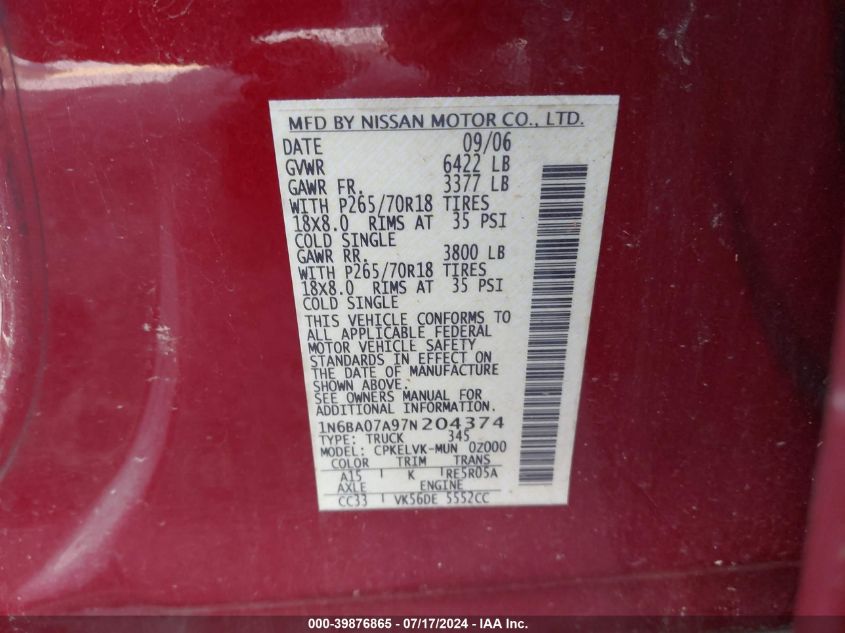 MFD BY NISSAN MOTOR CO., LTD.
DATE 09/06
GVWR 6422 LB
GAWR FR. 3377 LB
WITH P265/70R18 TIRES
18X8.0 RIMS AT 35 PSI
COLD SINGLE
GAWR RR. 3800 LB
WITH P265/70R18 TIRES
18X8.0 RIMS AT 35 PSI
COLD SINGLE
THIS VEHICLE CONFORMS TO
ALL APPLICABLE FEDERAL
MOTOR VEHICLE SAFETY
STANDARDS IN EFFECT ON
THE DATE OF MANUFACTURE
SHOWN ABOVE.
SEE OWNERS MANUAL FOR
ADDITIONAL INFORMATION.
1N6BA07A97N204374
TYPE: TRUCK 345
MODEL: CPKELVK-MUN 0Z000
COLOR TRIM TRANS
A15 K RE5R05A
AXLE ENGINE
CC33 VK56DE 5552CC
000-39876865 - 07/17/2024 - IAA Inc.